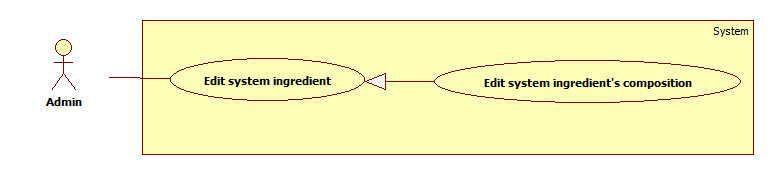 System
Edit system ingredient
Edit system ingredient's composition
Admin